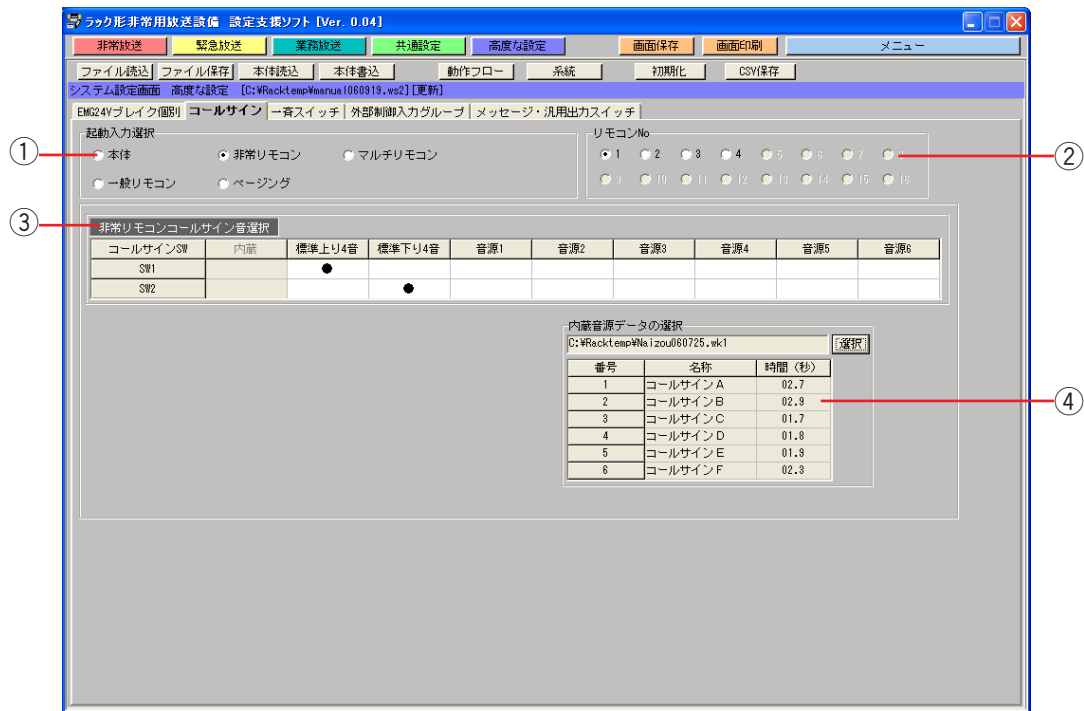 ラック形非常用放送設備 設定支援ソフト [Ver. 0.04]
非常放送 緊急放送 業務放送 共通設定 高度な設定 画面保存 画面印刷 メニュー
ファイル読込 ファイル保存 本体読込 本体書込 動作フロー 系統 初期化 CSV保存
システム設定画面 高度な設定 [C:¥Racktemp¥manual060919.ws2][更新]
EMG24Vブレイク個別 コールサイン 一斉スイッチ 外部制御入力グループ メッセージ・汎用出力スイッチ
起動入力選択
本体 非常リモコン マルチリモコン
一般リモコン ページング
リモコンNo
1 2 3 4 5 6 7 8
9 10 11 12 13 14 15 16
① ② ③ ④
非常リモコンコールサイン音選択
コールサインSW 内蔵 標準上り4音 標準下り4音 音源1 音源2 音源3 音源4 音源5 音源6
SW1
SW2
内蔵音源データの選択
C:¥Racktemp¥Naizou060725.wk1 選択
番号 名称 時間（秒）
1 コールサインA 02.7
2 コールサインB 02.9
3 コールサインC 01.7
4 コールサインD 01.8
5 コールサインE 01.9
6 コールサインF 02.3